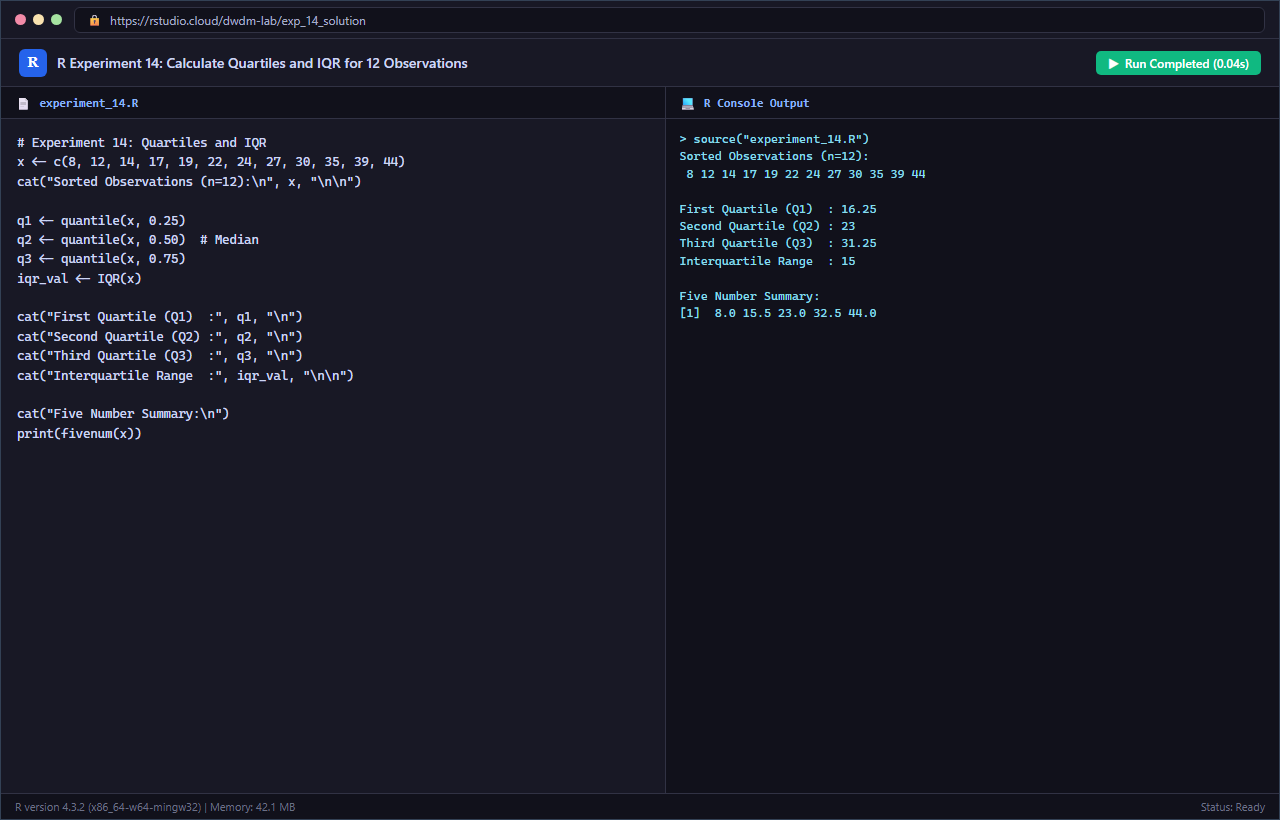 https://rstudio.cloud/dwdm-lab/exp_14_solution
R
R Experiment 14: Calculate Quartiles and IQR for 12 Observations
▶ Run Completed (0.04s)
experiment_14.R
# Experiment 14: Quartiles and IQR
x <- c(8, 12, 14, 17, 19, 22, 24, 27, 30, 35, 39, 44)
cat("Sorted Observations (n=12):\n", x, "\n\n")
q1 <- quantile(x, 0.25)
q2 <- quantile(x, 0.50)  # Median
q3 <- quantile(x, 0.75)
iqr_val <- IQR(x)
cat("First Quartile (Q1)  :", q1, "\n")
cat("Second Quartile (Q2) :", q2, "\n")
cat("Third Quartile (Q3)  :", q3, "\n")
cat("Interquartile Range  :", iqr_val, "\n\n")
cat("Five Number Summary:\n")
print(fivenum(x))
R Console Output
> source("experiment_14.R")
Sorted Observations (n=12):
 8 12 14 17 19 22 24 27 30 35 39 44
First Quartile (Q1)  : 16.25
Second Quartile (Q2) : 23
Third Quartile (Q3)  : 31.25
Interquartile Range  : 15
Five Number Summary:
[1]  8.0 15.5 23.0 32.5 44.0
R version 4.3.2 (x86_64-w64-mingw32) | Memory: 42.1 MB
Status: Ready